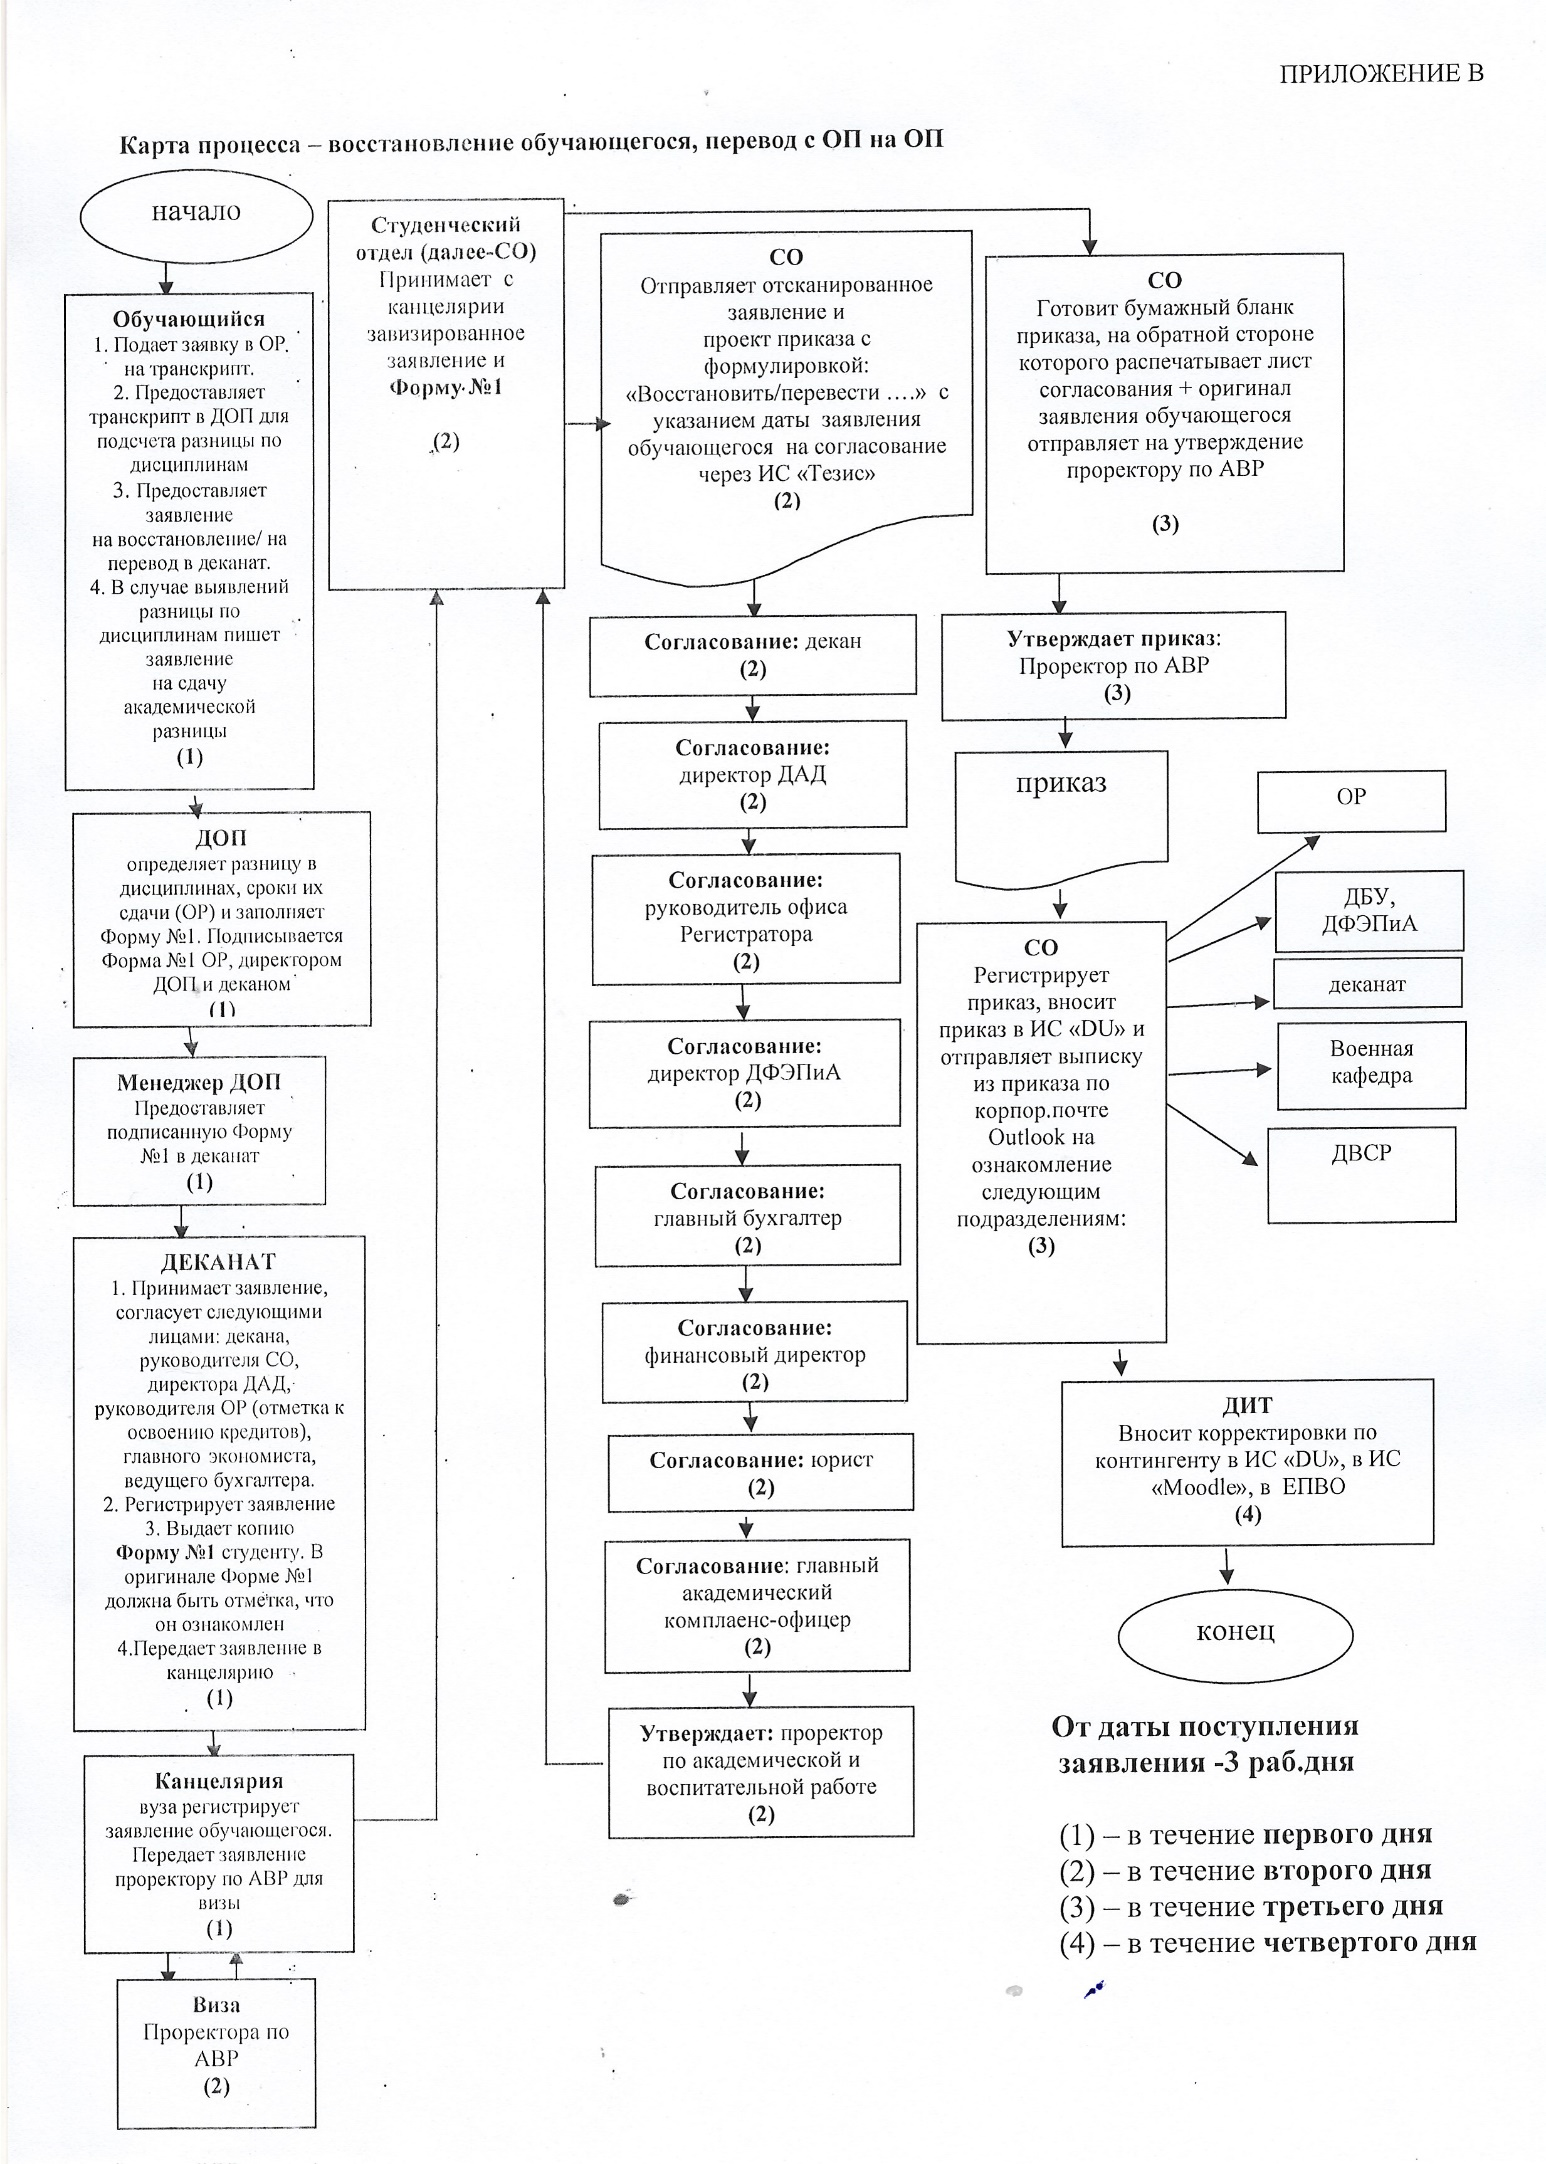 ПРИЛОЖЕНИЕ В
Карта процесса – восстановление обучающегося, перевод с ОП на ОП
начало
Обучающийся
1. Подает заявку в ОР.
на транскрипт.
2. Предоставляет
транскрипт в ДОП для
подсчета разницы по
дисциплинам
3. Предоставляет
заявление
на восстановление/ на
перевод в деканат.
4. В случае выявлений
разницы по
дисциплинам пишет
заявление
на сдачу
академической
разницы
(1)
ДОП
определяет разницу в
дисциплинах, сроки их
сдачи (ОР) и заполняет
Форму №1. Подписывается
Форма №1 ОР, директором
ДОП и деканом
(1)
Менеджер ДОП
Предоставляет
подписанную Форму
№1 в деканат
(1)
ДЕКАНАТ
1. Принимает заявление,
согласует следующими
лицами: декана,
руководителя СО,
директора ДАД,
руководителя ОР (отметка к
освоению кредитов),
главного экономиста,
ведущего бухгалтера.
2. Регистрирует заявление
3. Выдает копию
Форму №1 студенту. В
оригинале Форме №1
должна быть отметка, что
он ознакомлен
4.Передает заявление в
канцелярию
(1)
Канцелярия
вуза регистрирует
заявление обучающегося.
Передает заявление
проректору по АВР для
визы
(1)
Виза
Проректора по
АВР
(2)
Студенческий
отдел (далее-СО)
Принимает с
канцелярии
завизированное
заявление и
Форму №1
(2)
СО
Отправляет отсканированное
заявление и
проект приказа с
формулировкой:
«Восстановить/перевести ….» с
указанием даты заявления
обучающегося на согласование
через ИС «Тезис»
(2)
Согласование: декан
(2)
Согласование:
директор ДАД
(2)
Согласование:
руководитель офиса
Регистратора
(2)
Согласование:
директор ДФЭПиА
(2)
Согласование:
главный бухгалтер
(2)
Согласование:
финансовый директор
(2)
Согласование: юрист
(2)
Согласование: главный
академический
комплаенс-офицер
(2)
Утверждает: проректор
по академической и
воспитательной работе
(2)
СО
Готовит бумажный бланк
приказа, на обратной стороне
которого распечатывает лист
согласования + оригинал
заявления обучающегося
отправляет на утверждение
проректору по АВР
(3)
Утверждает приказ:
Проректор по АВР
(3)
приказ
СО
Регистрирует
приказ, вносит
приказ в ИС «DU» и
отправляет выписку
из приказа по
корпор.почте
Outlook на
ознакомление
следующим
подразделениям:
(3)
ОР
ДБУ,
ДФЭПиА
деканат
Военная
кафедра
ДВСР
ДИТ
Вносит корректировки по
контингенту в ИС «DU», в ИС
«Moodle», в ЕПВО
(4)
конец
От даты поступления
заявления -3 раб.дня
(1) – в течение первого дня
(2) – в течение второго дня
(3) – в течение третьего дня
(4) – в течение четвертого дня